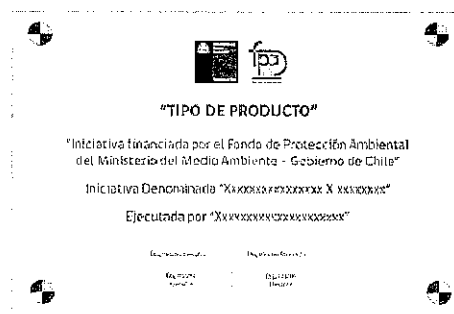 fpa
"TIPO DE PRODUCTO"
"Iniciativa financiada por el Fondo de Protección Ambiental
del Ministerio del Medio Ambiente - Gobierno de Chile"
Iniciativa Denominada "Xxxxxxxxxxxxxxx X xxxxxxxx"
Ejecutada por "Xxxxxxxxxxxxxxxxxxxxx"